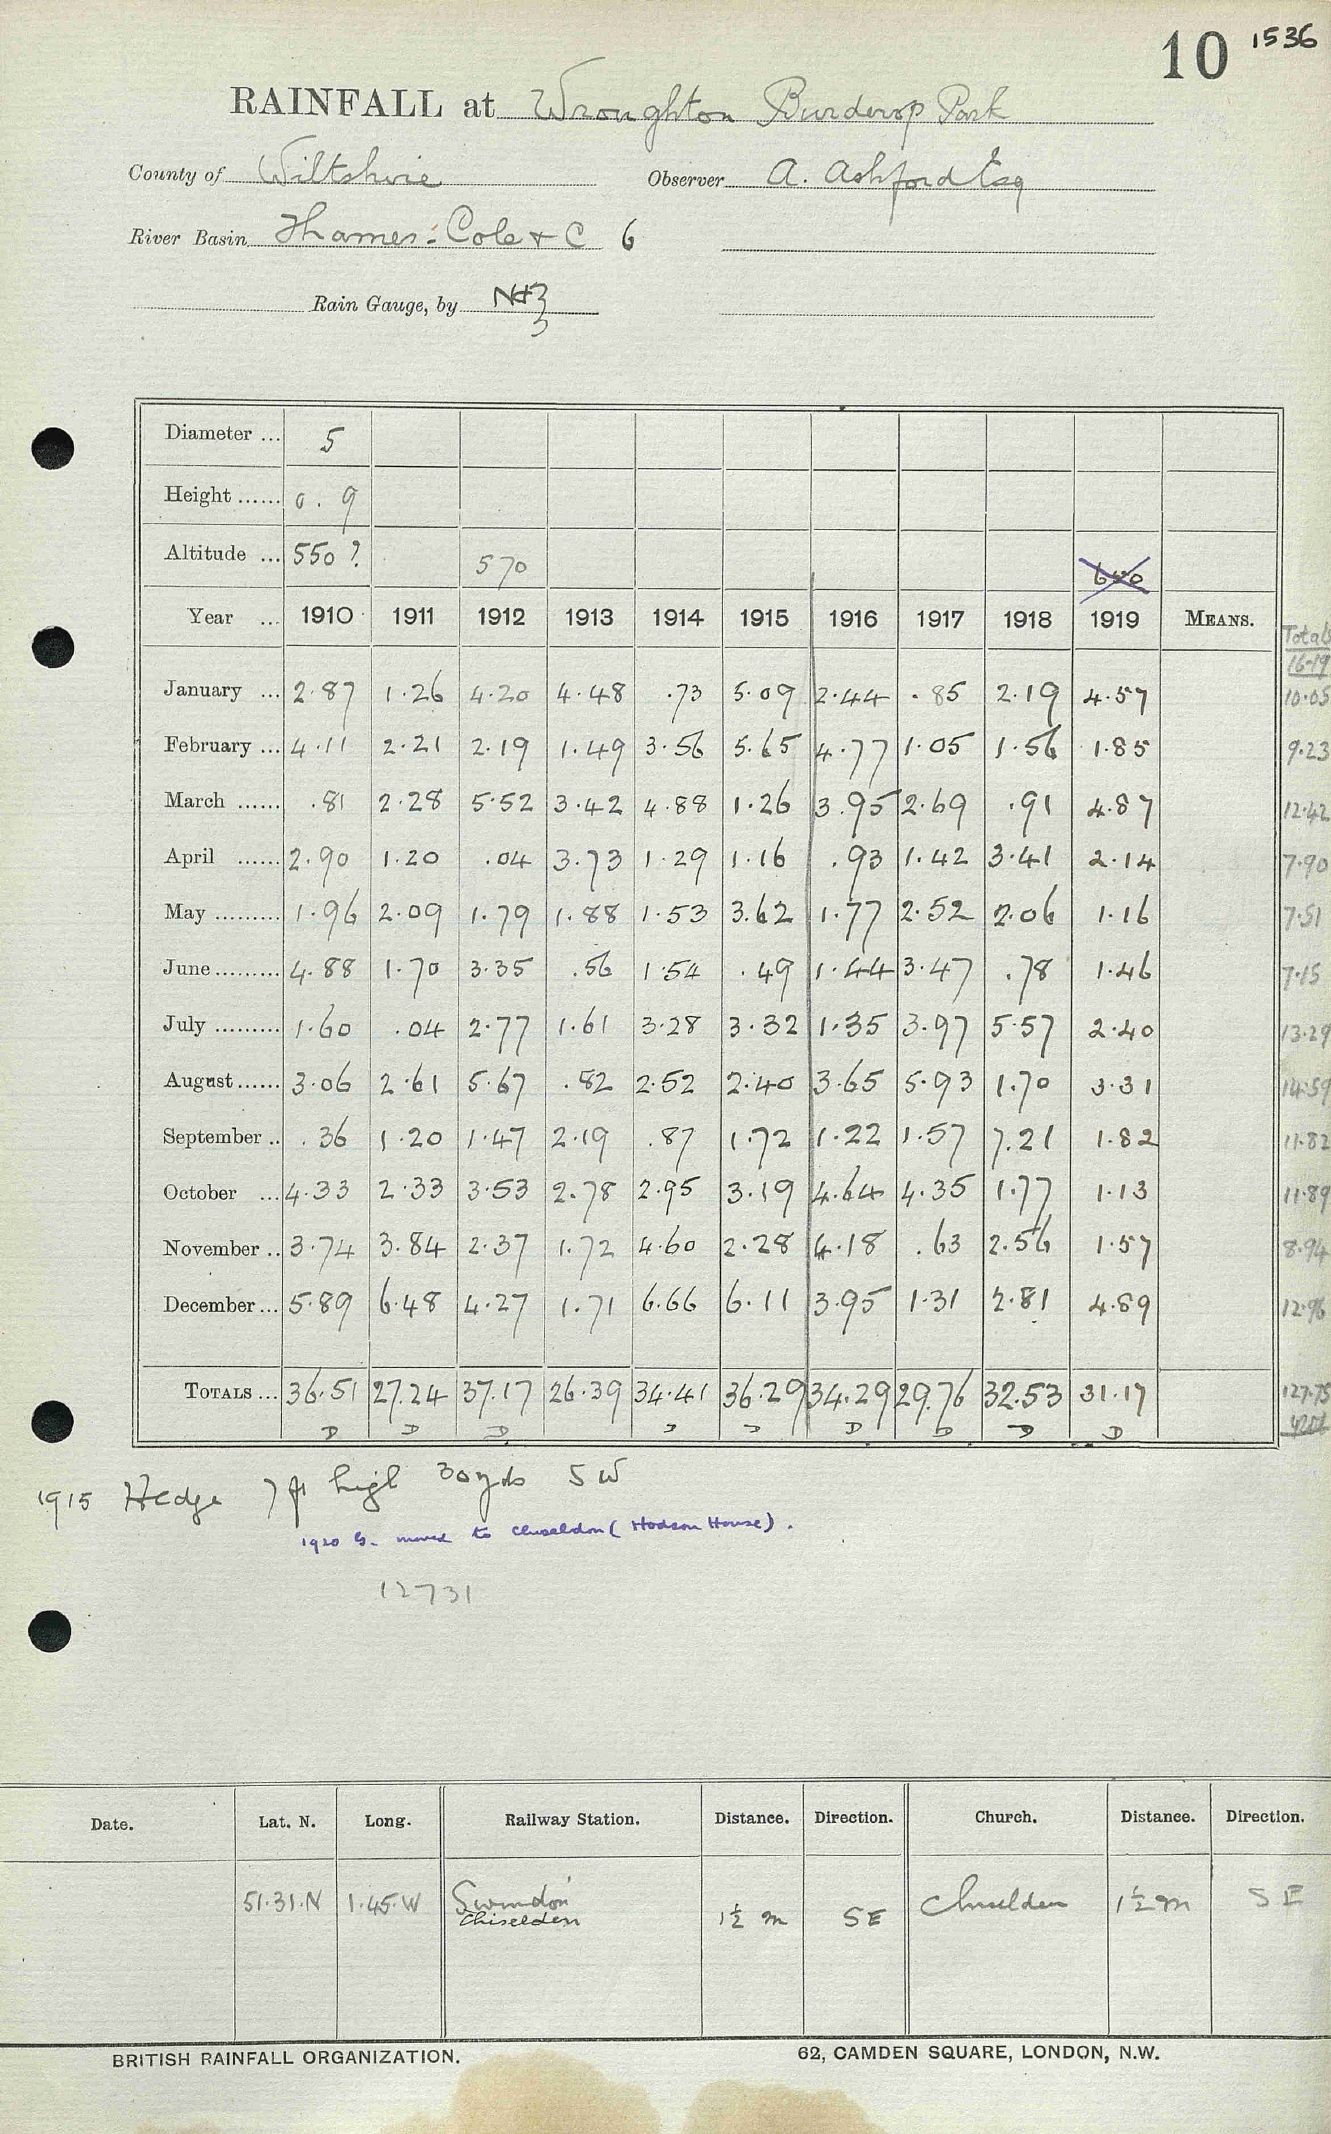 10 1536
RAINFALL at Wroughton Burderop Park
County of Wiltshire Observer A. Ashford Esq
River Basin Thames - Cole & C 6
Rain Gauge, by N+Z
Diameter ... 5
Height ...... 0.9
Altitude ... 550? 570 600
Year ... 1910 1911 1912 1913 1914 1915 1916 1917 1918 1919 MEANS. Totals
16-19
January ... 2.87 1.26 4.20 4.48 .73 5.09 2.44 .85 2.19 4.57 10.05
February ... 4.11 2.21 2.19 1.49 3.56 5.65 4.77 1.05 1.56 1.85 9.23
March ...... .81 2.28 5.52 3.42 4.88 1.26 3.95 2.69 .91 4.87 12.42
April ...... 2.90 1.20 .04 3.73 1.29 1.16 .93 1.42 3.41 2.14 7.90
May ......... 1.96 2.09 1.79 1.88 1.53 3.62 1.77 2.52 2.06 1.16 7.51
June ......... 4.88 1.70 3.35 .56 1.54 .49 1.44 3.47 .78 1.46 7.15
July ......... 1.60 .04 2.77 1.61 3.28 3.32 1.35 3.97 5.57 2.40 13.29
August ...... 3.06 2.61 5.67 .82 2.52 2.40 3.65 5.93 1.70 3.31 14.59
September .. .36 1.20 1.47 2.19 .87 1.72 1.22 1.57 7.21 1.82 11.82
October ... 4.33 2.33 3.53 2.78 2.95 3.19 4.64 4.35 1.77 1.13 11.89
November .. 3.74 3.84 2.37 1.72 4.60 2.28 4.18 .63 2.56 1.57 8.94
December ... 5.89 6.48 4.27 1.71 6.66 6.11 3.95 1.31 2.81 4.89 12.96
TOTALS ... 36.51 27.24 37.17 26.39 34.41 36.29 34.29 29.76 32.53 31.17 127.75
D D D D D D D D D
1915 Hedge 7 ft high 30 yds SW
1920 G. moved to Chiseldon (Hodson House).
12731
Date. Lat. N. Long. Railway Station. Distance. Direction. Church. Distance. Direction.
51.31.N 1.45.W Swindon Chiselden 1½ m SE
Chiselden 1½ m SE
BRITISH RAINFALL ORGANIZATION. 62, CAMDEN SQUARE, LONDON, N.W.